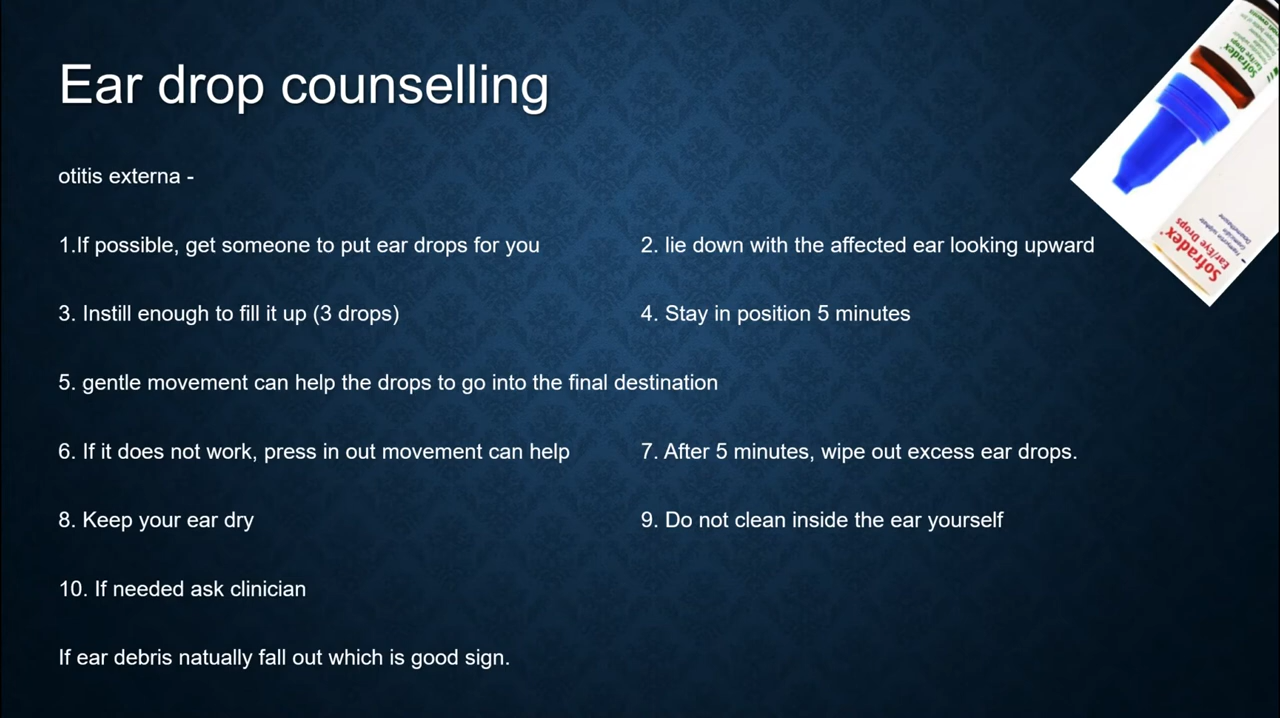 Ear drop counselling
otitis externa -
1.If possible, get someone to put ear drops for you
2. lie down with the affected ear looking upward
3. Instill enough to fill it up (3 drops)
4. Stay in position 5 minutes
5. gentle movement can help the drops to go into the final destination
6. If it does not work, press in out movement can help
7. After 5 minutes, wipe out excess ear drops.
8. Keep your ear dry
9. Do not clean inside the ear yourself
10. If needed ask clinician
If ear debris natually fall out which is good sign.
Sofradex
Ear/Eye Drops
Sofradex
Ear/Eye Drops